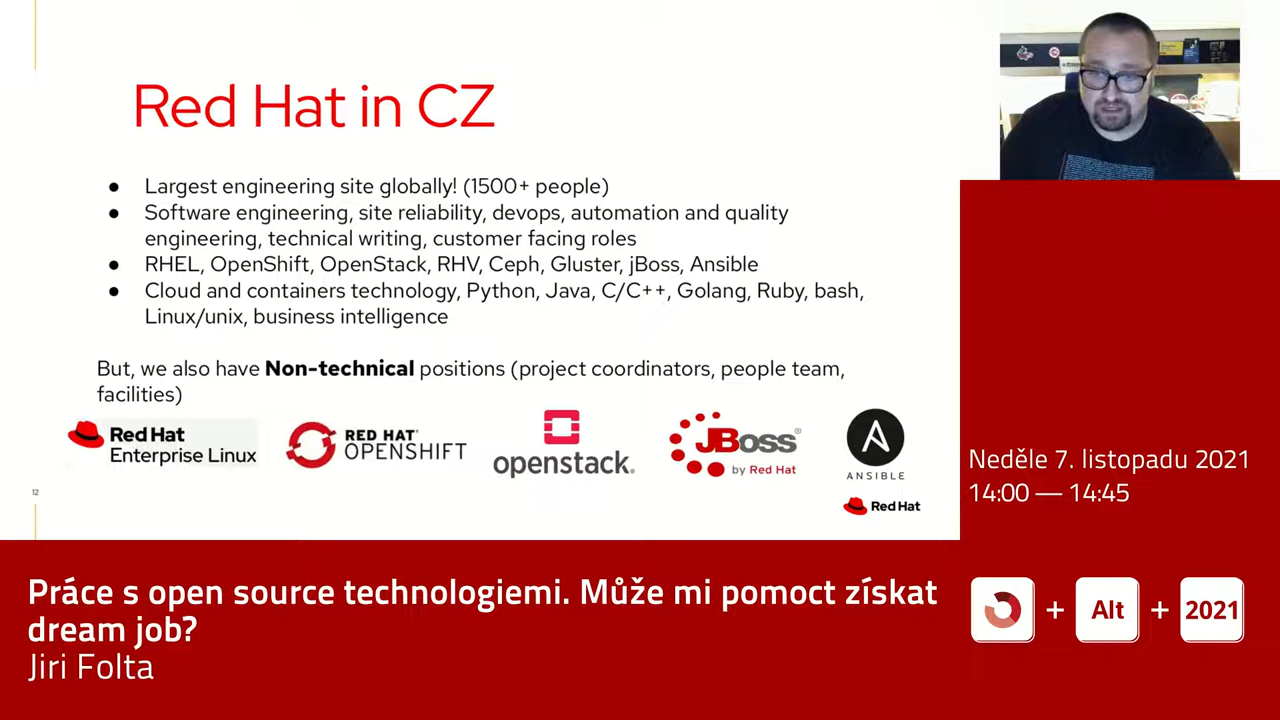 Red Hat in CZ
● Largest engineering site globally! (1500+ people)
● Software engineering, site reliability, devops, automation and quality
engineering, technical writing, customer facing roles
● RHEL, OpenShift, OpenStack, RHV, Ceph, Gluster, jBoss, Ansible
● Cloud and containers technology, Python, Java, C/C++, Golang, Ruby, bash,
Linux/unix, business intelligence
But, we also have Non-technical positions (project coordinators, people team,
facilities)
Red Hat
Enterprise Linux
RED HAT
OPENSHIFT
openstack.
JBoss
by Red Hat
ANSIBLE
12
Red Hat
Neděle 7. listopadu 2021
14:00 — 14:45
Práce s open source technologiemi. Může mi pomoct získat
dream job?
Jiri Folta
+ Alt + 2021